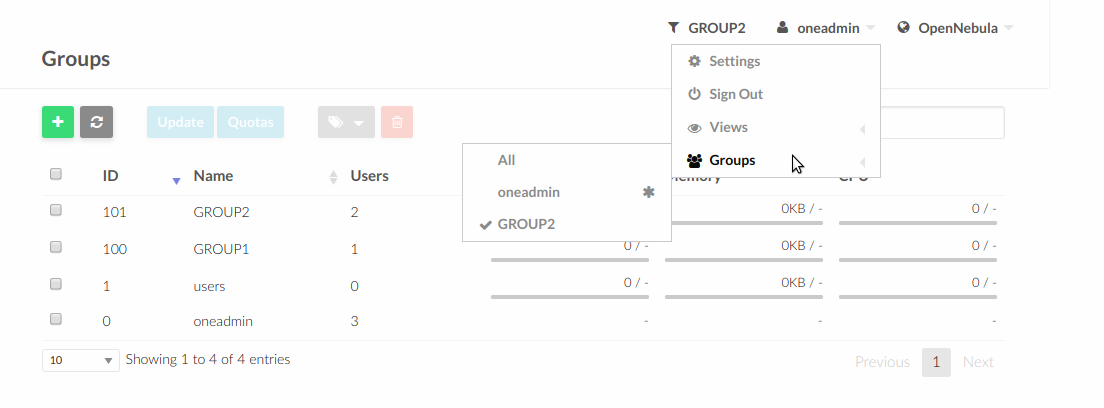 GROUP2 oneadmin OpenNebula
Groups
Settings
Sign Out
Views
Groups
Update Quotas
All
oneadmin
GROUP2
ID Name Users
101 GROUP2 2 0KB / - 0 / -
100 GROUP1 1 0 / - 0KB / - 0 / -
1 users 0 0 / - 0KB / - 0 / -
0 oneadmin 3 - - -
10 Showing 1 to 4 of 4 entries Previous 1 Next